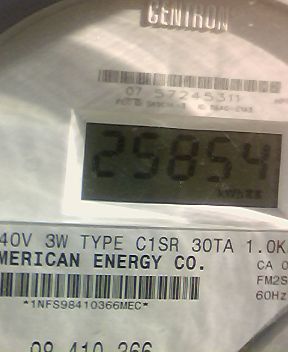 CENTRON
07 57245311
25854
40V 3W TYPE C1SR 30TA 1.0K
MERICAN ENERGY CO.
CA 0
FM2S
*1NFS98410366MEC*
60Hz
98 410 366